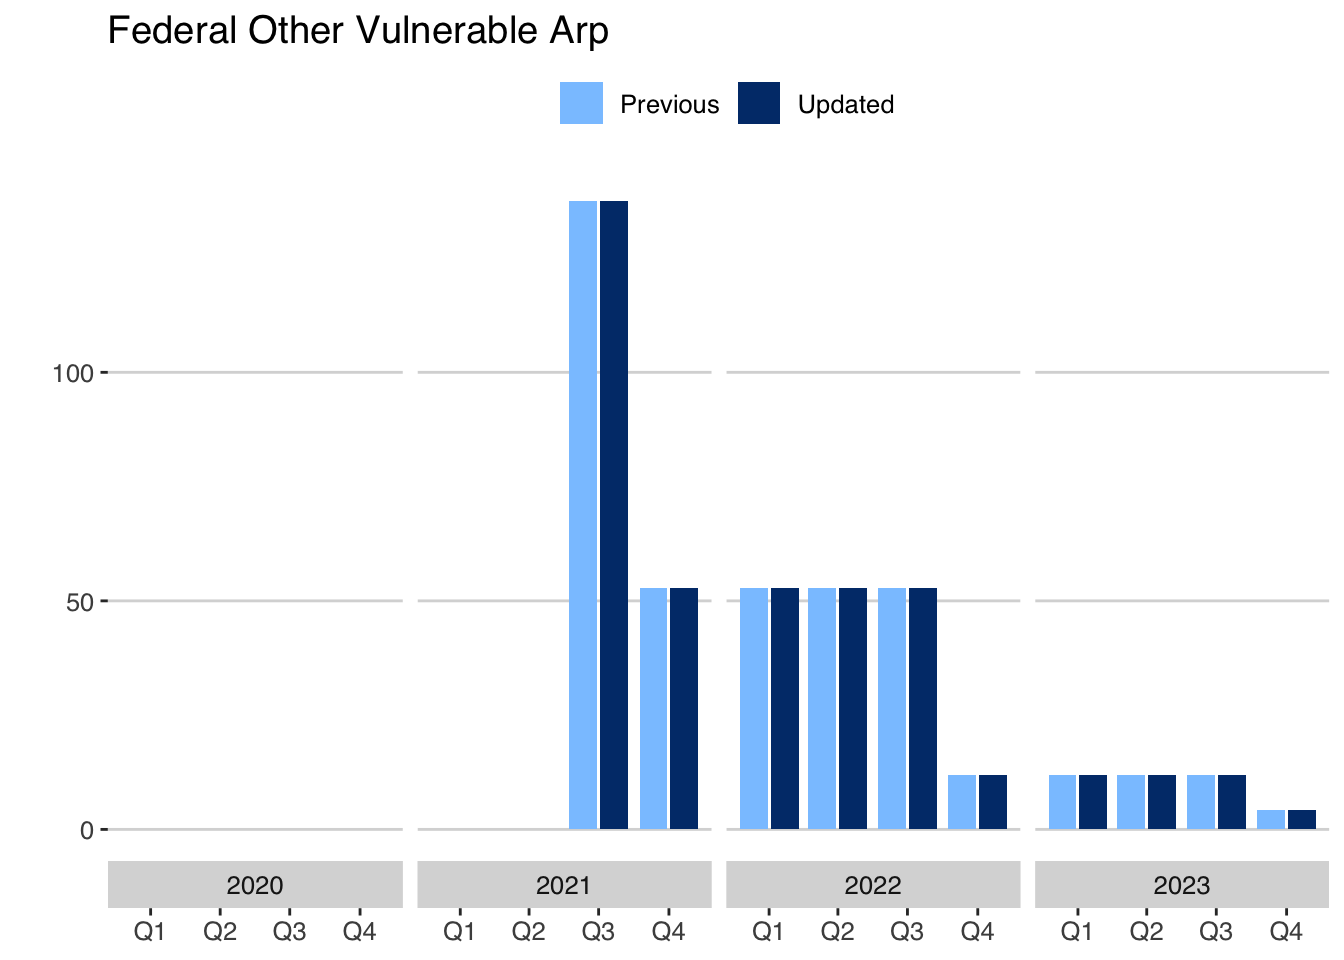 Federal Other Vulnerable Arp
Previous Updated
100
50
0
2020 2021 2022 2023
Q1 Q2 Q3 Q4 Q1 Q2 Q3 Q4 Q1 Q2 Q3 Q4 Q1 Q2 Q3 Q4